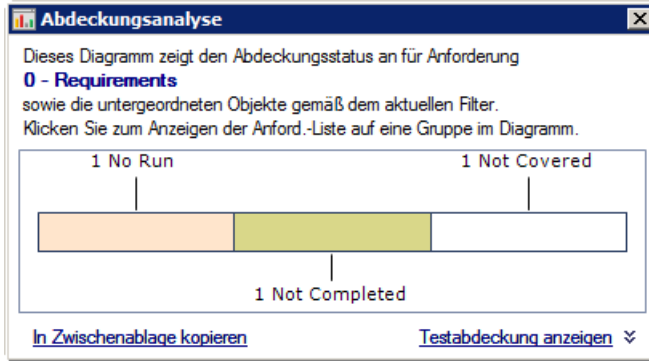 Abdeckungsanalyse
Dieses Diagramm zeigt den Abdeckungsstatus an für Anforderung
0 - Requirements
sowie die untergeordneten Objekte gemäß dem aktuellen Filter.
Klicken Sie zum Anzeigen der Anford.-Liste auf eine Gruppe im Diagramm.
1 No Run 1 Not Covered
1 Not Completed
In Zwischenablage kopieren Testabdeckung anzeigen